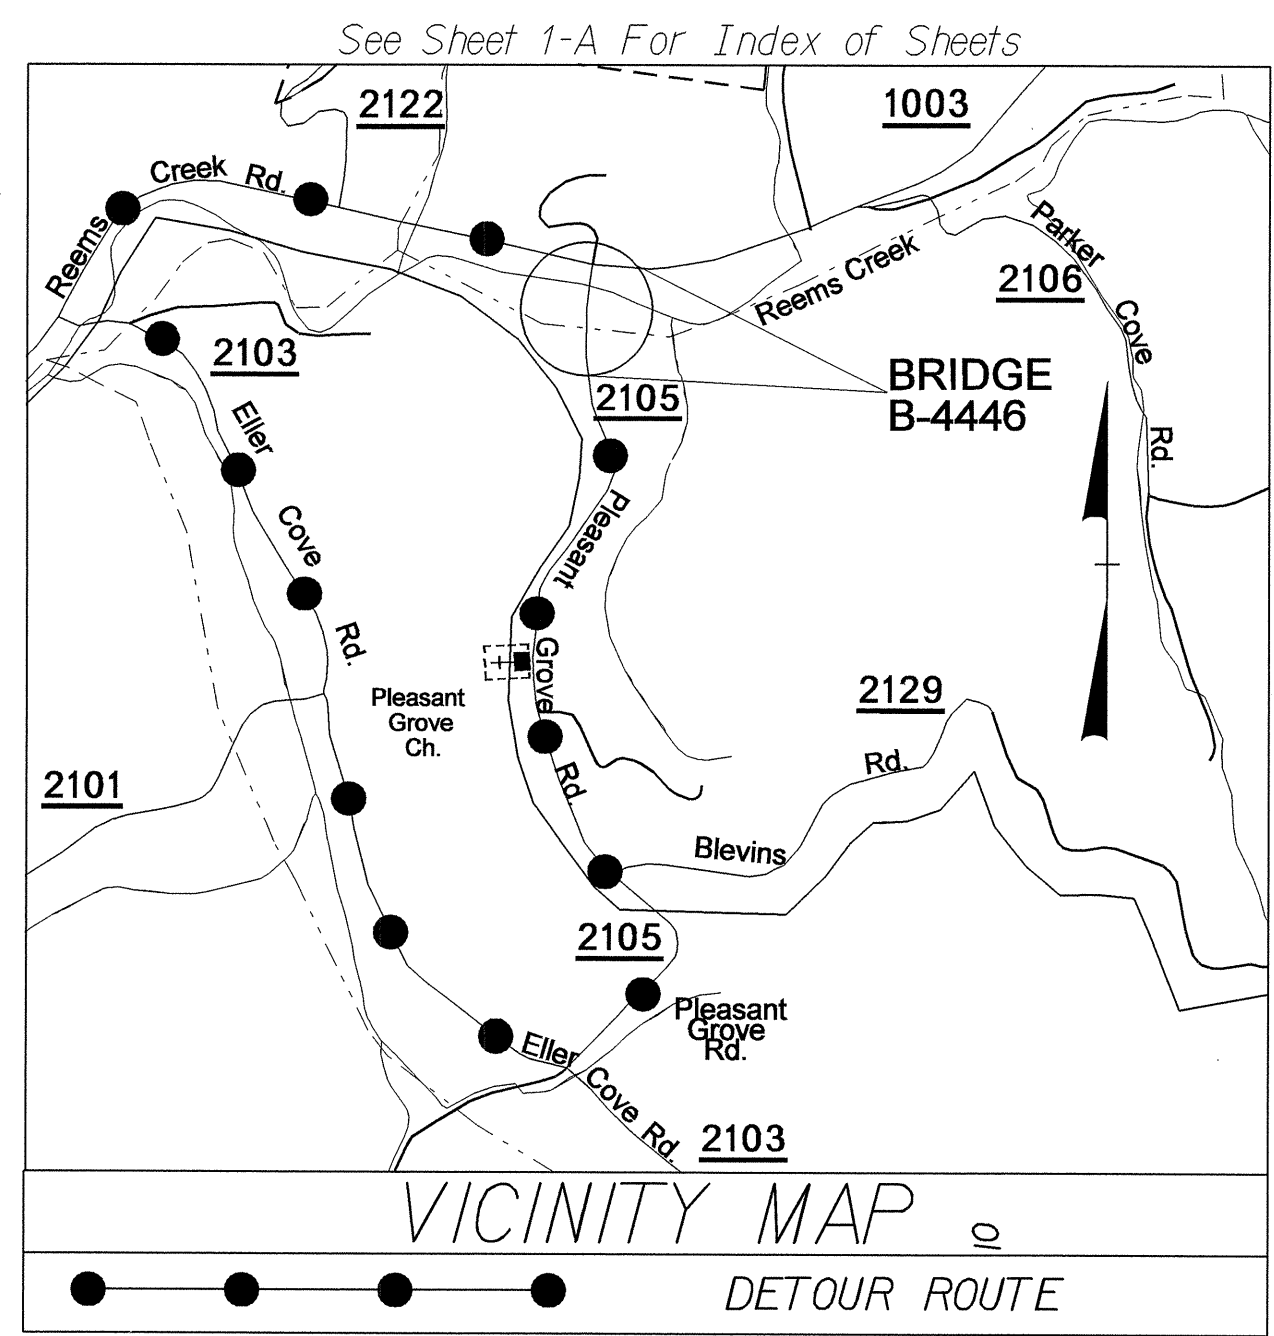 See Sheet 1-A For Index of Sheets
2122
1003
Reems Creek Rd.
Parker Cove Rd.
2106
Reems Creek
2103
BRIDGE
B-4446
2105
Eller Cove Rd.
Pleasant Grove Rd.
Pleasant
Grove
Ch.
2129
2101
Blevins Rd.
2105
Pleasant
Grove
Rd.
Eller Cove Rd.
2103
VICINITY MAP
DETOUR ROUTE